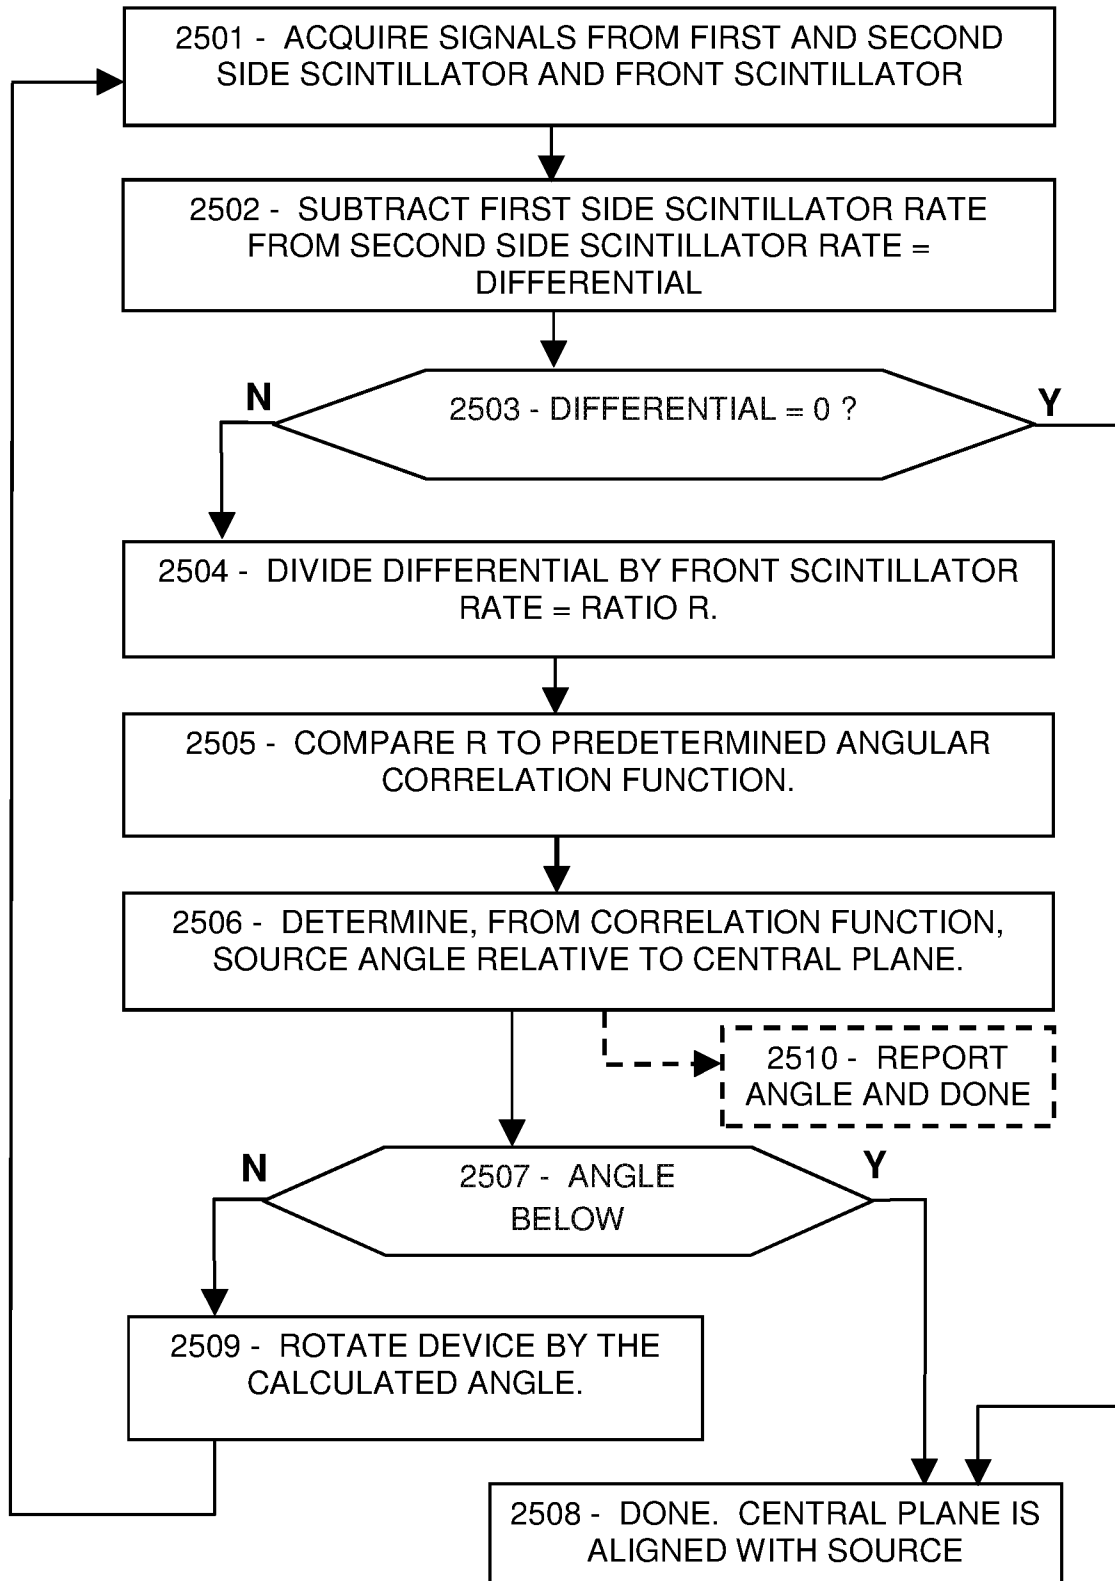 2501 - ACQUIRE SIGNALS FROM FIRST AND SECOND
SIDE SCINTILLATOR AND FRONT SCINTILLATOR
2502 - SUBTRACT FIRST SIDE SCINTILLATOR RATE
FROM SECOND SIDE SCINTILLATOR RATE =
DIFFERENTIAL
N
2503 - DIFFERENTIAL = 0 ?
Y
2504 - DIVIDE DIFFERENTIAL BY FRONT SCINTILLATOR
RATE = RATIO R.
2505 - COMPARE R TO PREDETERMINED ANGULAR
CORRELATION FUNCTION.
2506 - DETERMINE, FROM CORRELATION FUNCTION,
SOURCE ANGLE RELATIVE TO CENTRAL PLANE.
2510 - REPORT
ANGLE AND DONE
N
2507 - ANGLE
BELOW
Y
2509 - ROTATE DEVICE BY THE
CALCULATED ANGLE.
2508 - DONE. CENTRAL PLANE IS
ALIGNED WITH SOURCE